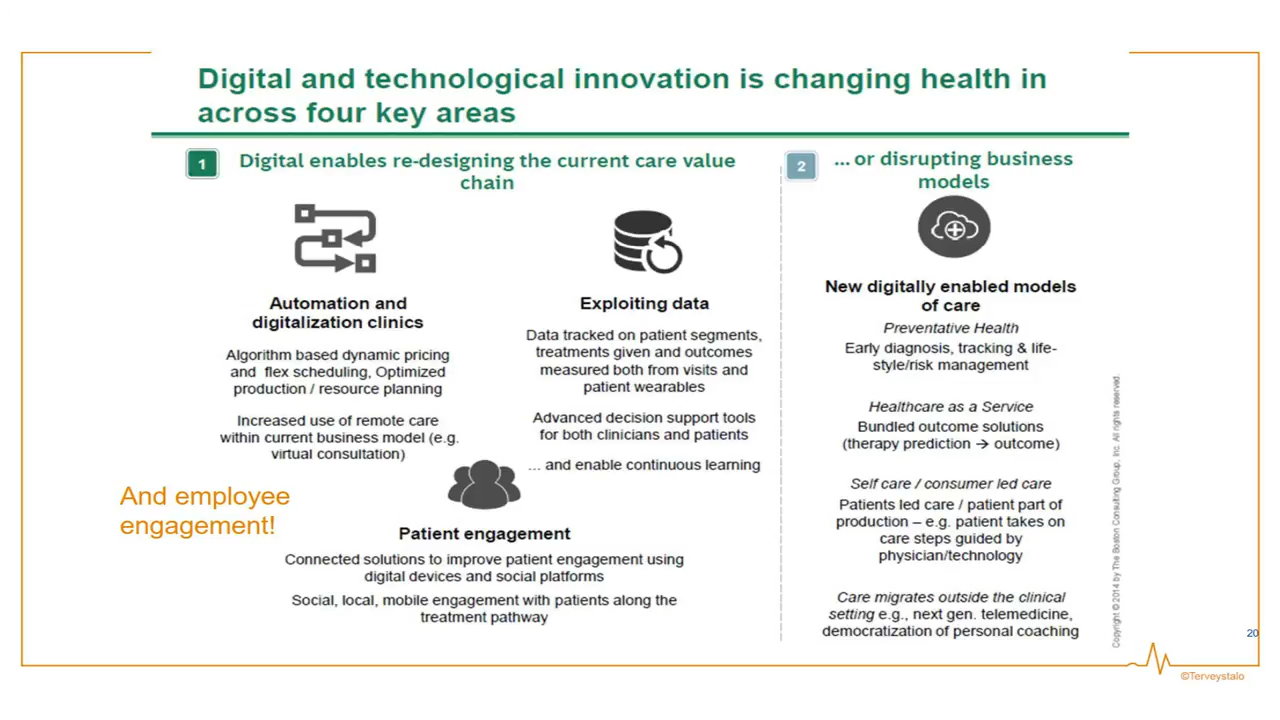 Digital and technological innovation is changing health in
across four key areas
1
Digital enables re-designing the current care value
chain
Automation and
digitalization clinics
Algorithm based dynamic pricing
and flex scheduling, Optimized
production / resource planning
Increased use of remote care
within current business model (e.g.
virtual consultation)
Exploiting data
Data tracked on patient segments,
treatments given and outcomes
measured both from visits and
patient wearables
Advanced decision support tools
for both clinicians and patients
... and enable continuous learning
And employee
engagement!
Patient engagement
Connected solutions to improve patient engagement using
digital devices and social platforms
Social, local, mobile engagement with patients along the
treatment pathway
2
... or disrupting business
models
New digitally enabled models
of care
Preventative Health
Early diagnosis, tracking & life-
style/risk management
Healthcare as a Service
Bundled outcome solutions
(therapy prediction → outcome)
Self care / consumer led care
Patients led care / patient part of
production – e.g. patient takes on
care steps guided by
physician/technology
Care migrates outside the clinical
setting e.g., next gen. telemedicine,
democratization of personal coaching
Copyright © 2014 by The Boston Consulting Group, Inc. All rights reserved.
20
©Terveystalo